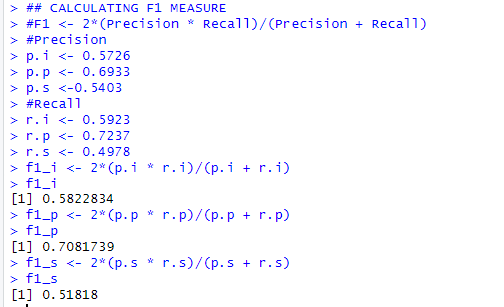 > ## CALCULATING F1 MEASURE
> #F1 <- 2*(Precision * Recall)/(Precision + Recall)
> #Precision
> p.i <- 0.5726
> p.p <- 0.6933
> p.s <-0.5403
> #Recall
> r.i <- 0.5923
> r.p <- 0.7237
> r.s <- 0.4978
> f1_i <- 2*(p.i * r.i)/(p.i + r.i)
> f1_i
[1] 0.5822834
> f1_p <- 2*(p.p * r.p)/(p.p + r.p)
> f1_p
[1] 0.7081739
> f1_s <- 2*(p.s * r.s)/(p.s + r.s)
> f1_s
[1] 0.51818